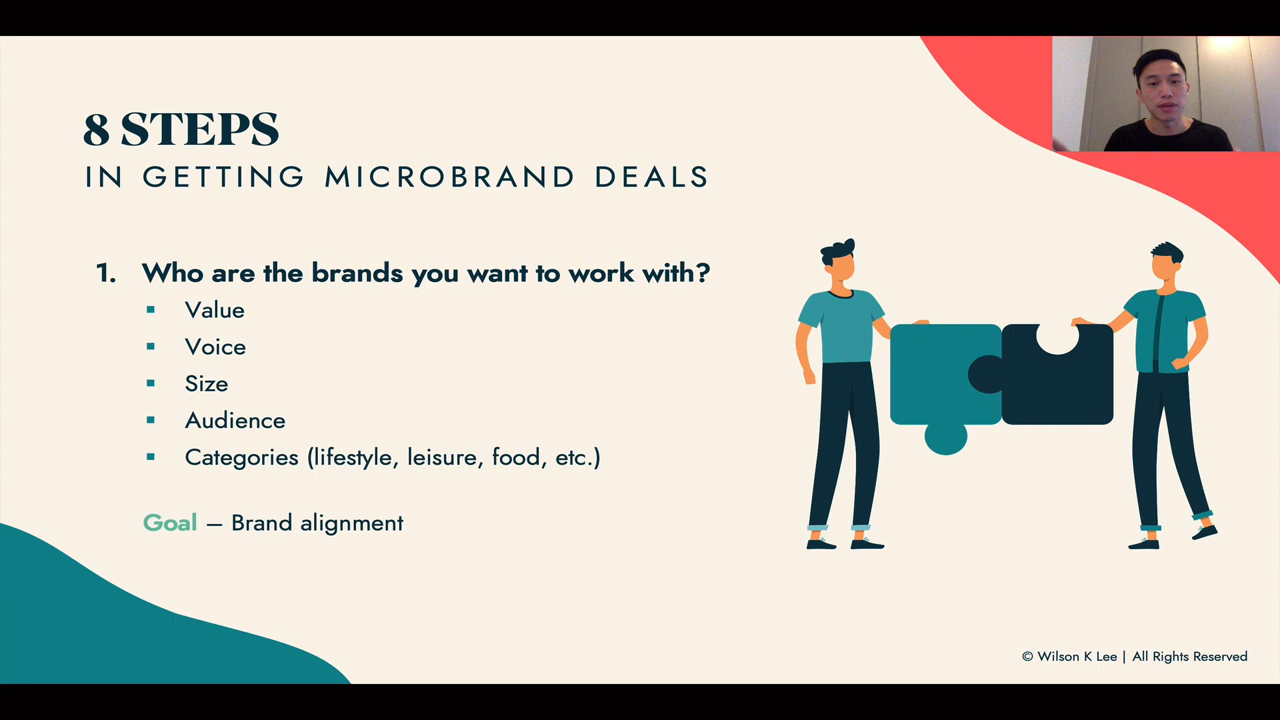 8 STEPS
IN GETTING MICROBRAND DEALS
1. Who are the brands you want to work with?
▪ Value
▪ Voice
▪ Size
▪ Audience
▪ Categories (lifestyle, leisure, food, etc.)
Goal – Brand alignment
© Wilson K Lee | All Rights Reserved